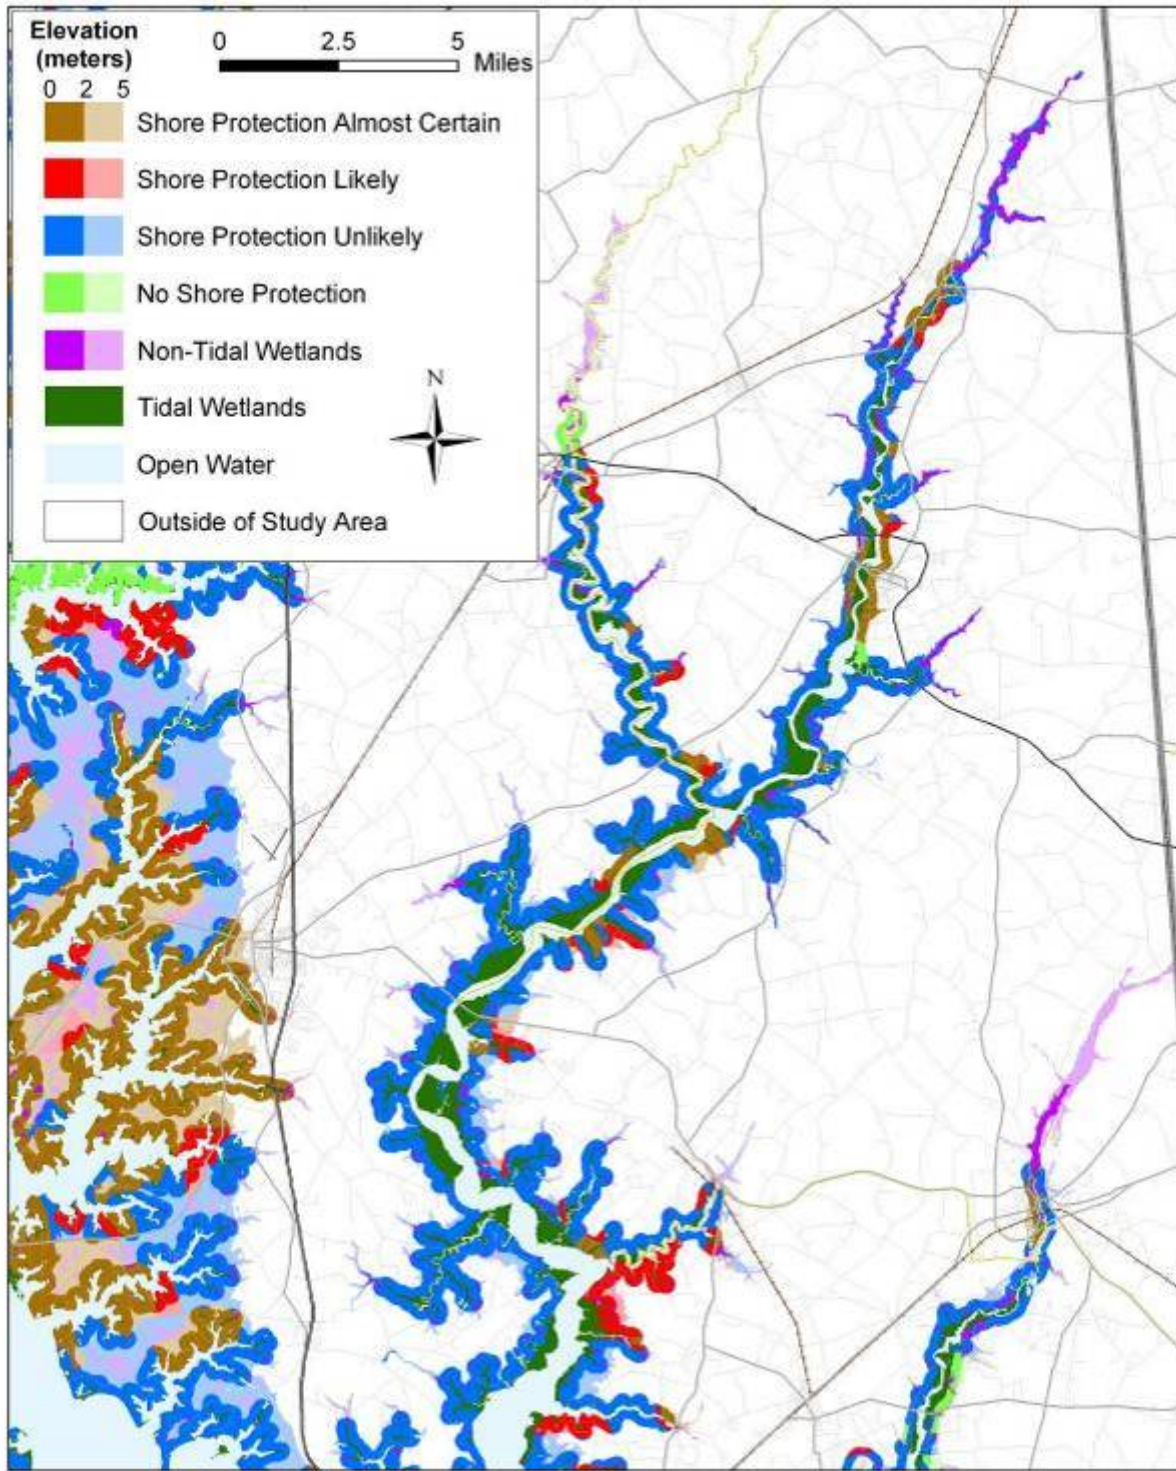 Elevation
(meters)
0 2 5
0 2.5 5
Miles
Shore Protection Almost Certain
Shore Protection Likely
Shore Protection Unlikely
No Shore Protection
Non-Tidal Wetlands
Tidal Wetlands
Open Water
Outside of Study Area
N